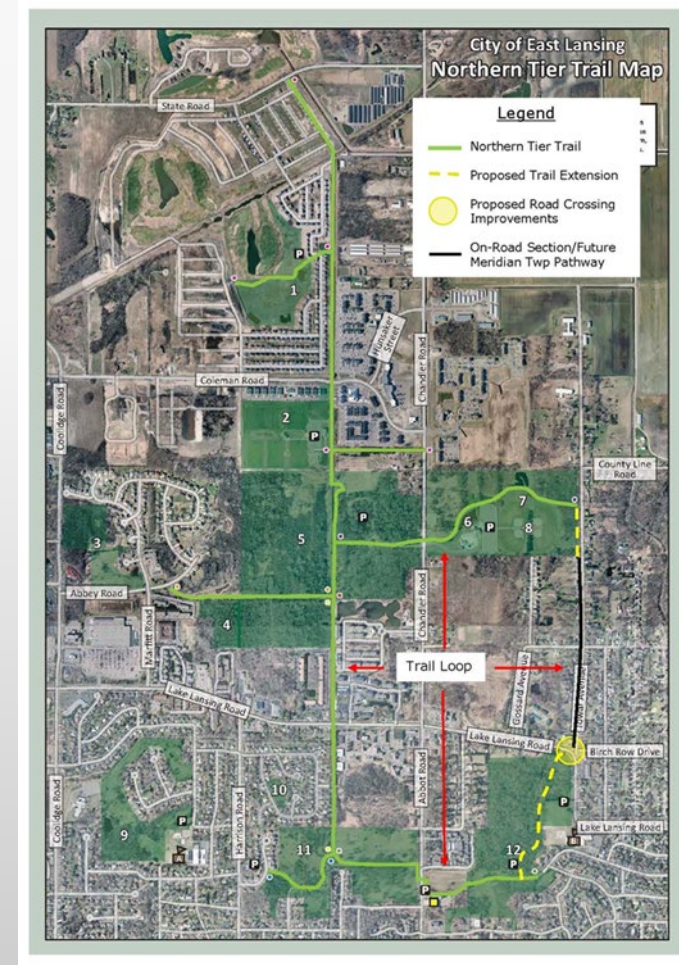 City of East Lansing
Northern Tier Trail Map
Legend
Northern Tier Trail
Proposed Trail Extension
Proposed Road Crossing
Improvements
On-Road Section/Future
Meridian Twp Pathway
State Road
P
1
Hunsaker
Street
Chandler Road
Coleman Road
Coolidge Road
2
P
County Line
Road
7
P
6
P
8
3
5
Abbey Road
4
Marfitt Road
Chandler Road
Trail Loop
Gossard Avenue
Lake Lansing Road
Lake Lansing Road
Birch Row Drive
Abbot Road
Coolidge Road
10
P
P
Harrison Road
Lake Lansing Road
9
A
11
12
B
P
P
P